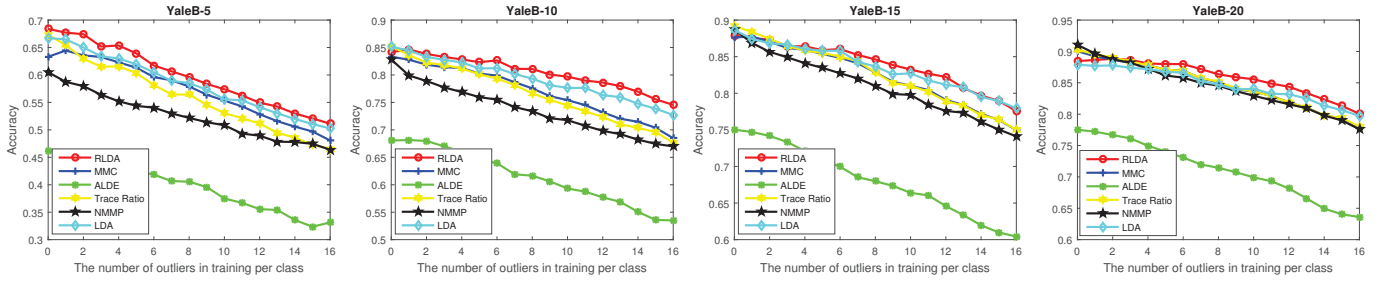 YaleB-5
0.7
0.65
0.6
0.55
0.5
0.45
0.4
0.35
0.3
Accuracy
RLDA
MMC
ALDE
Trace Ratio
NMMP
LDA
0 2 4 6 8 10 12 14 16
The number of outliers in training per class
YaleB-10
0.9
0.85
0.8
0.75
0.7
0.65
0.6
0.55
0.5
Accuracy
RLDA
MMC
ALDE
Trace Ratio
NMMP
LDA
0 2 4 6 8 10 12 14 16
The number of outliers in training per class
YaleB-15
0.9
0.85
0.8
0.75
0.7
0.65
0.6
Accuracy
RLDA
MMC
ALDE
Trace Ratio
NMMP
LDA
0 2 4 6 8 10 12 14 16
The number of outliers in training per class
YaleB-20
0.95
0.9
0.85
0.8
0.75
0.7
0.65
0.6
Accuracy
RLDA
MMC
ALDE
Trace Ratio
NMMP
LDA
0 2 4 6 8 10 12 14 16
The number of outliers in training per class